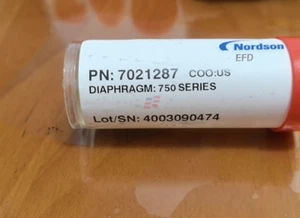 Nordson
EFD
PN: 7021287 COO:US
DIAPHRAGM: 750 SERIES
Lot/SN: 4003090474